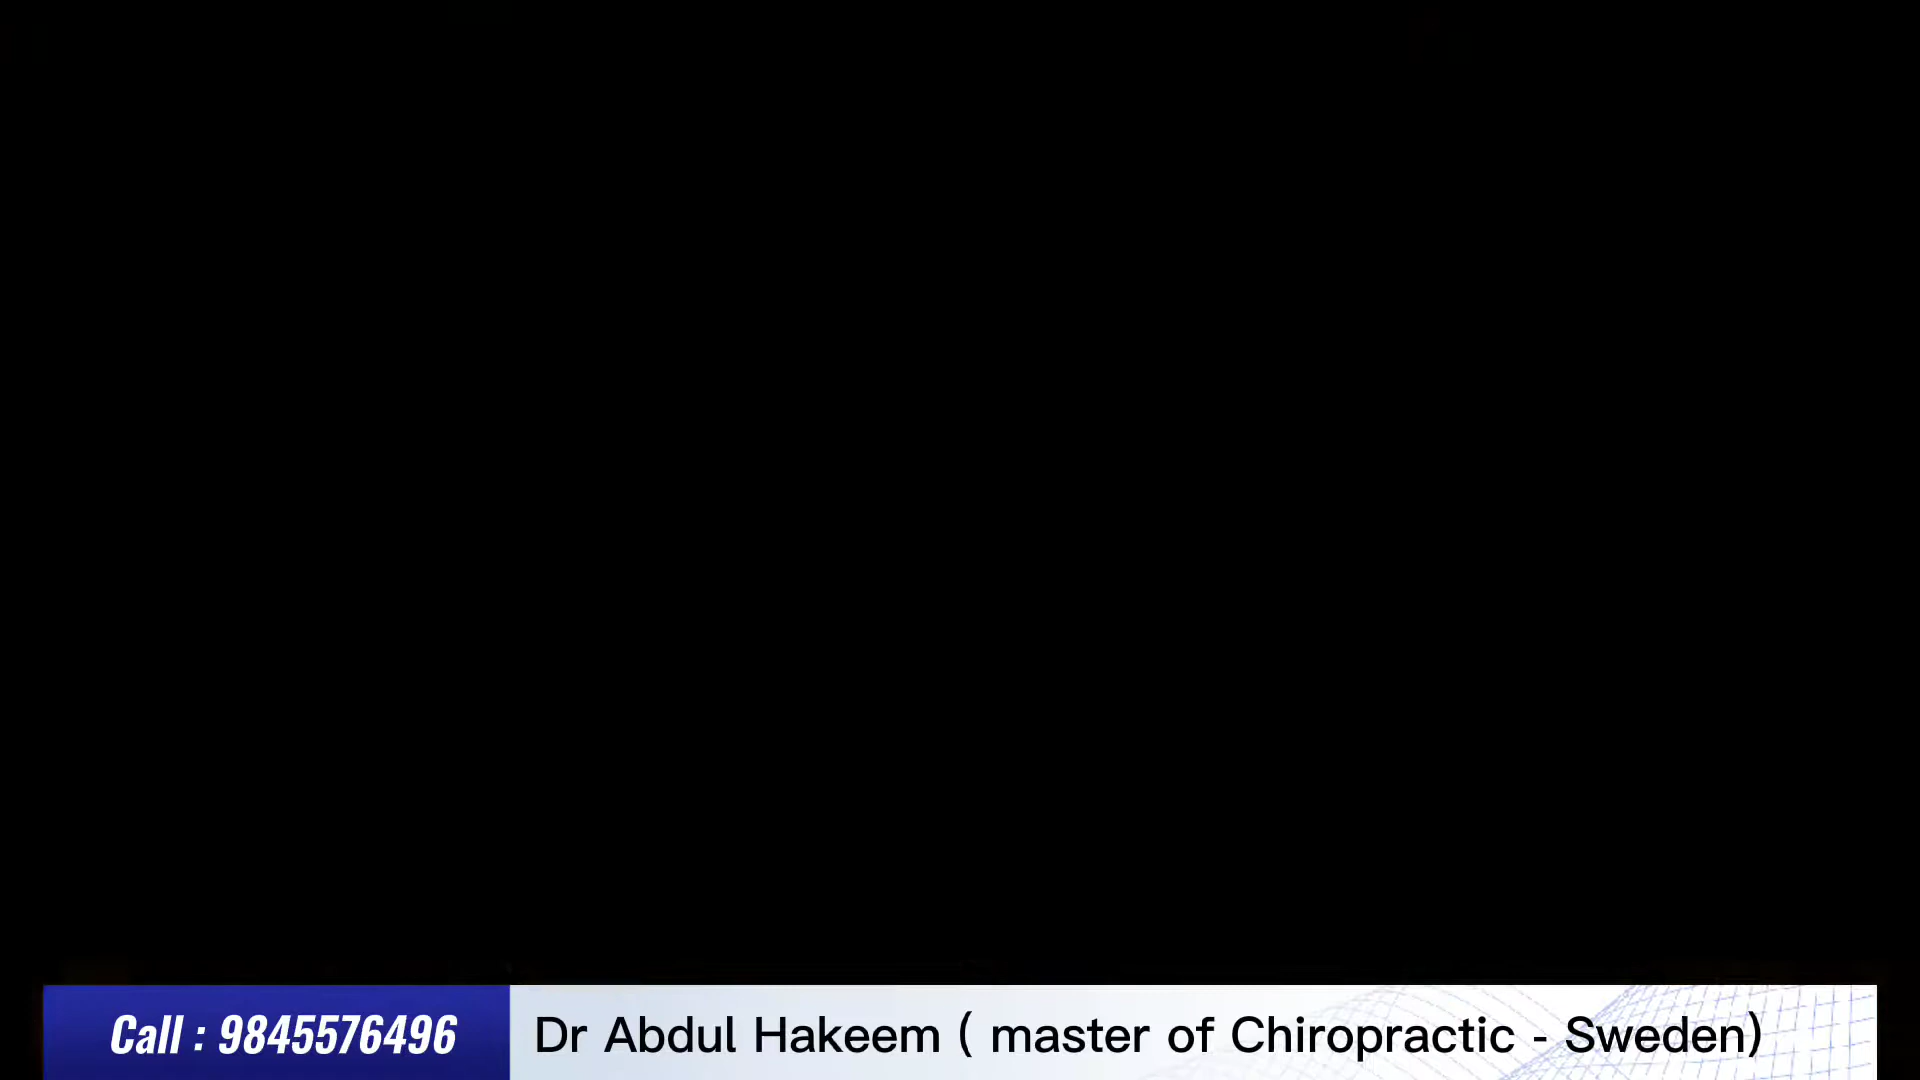 Call : 9845576496
Dr Abdul Hakeem ( master of Chiropractic - Sweden)